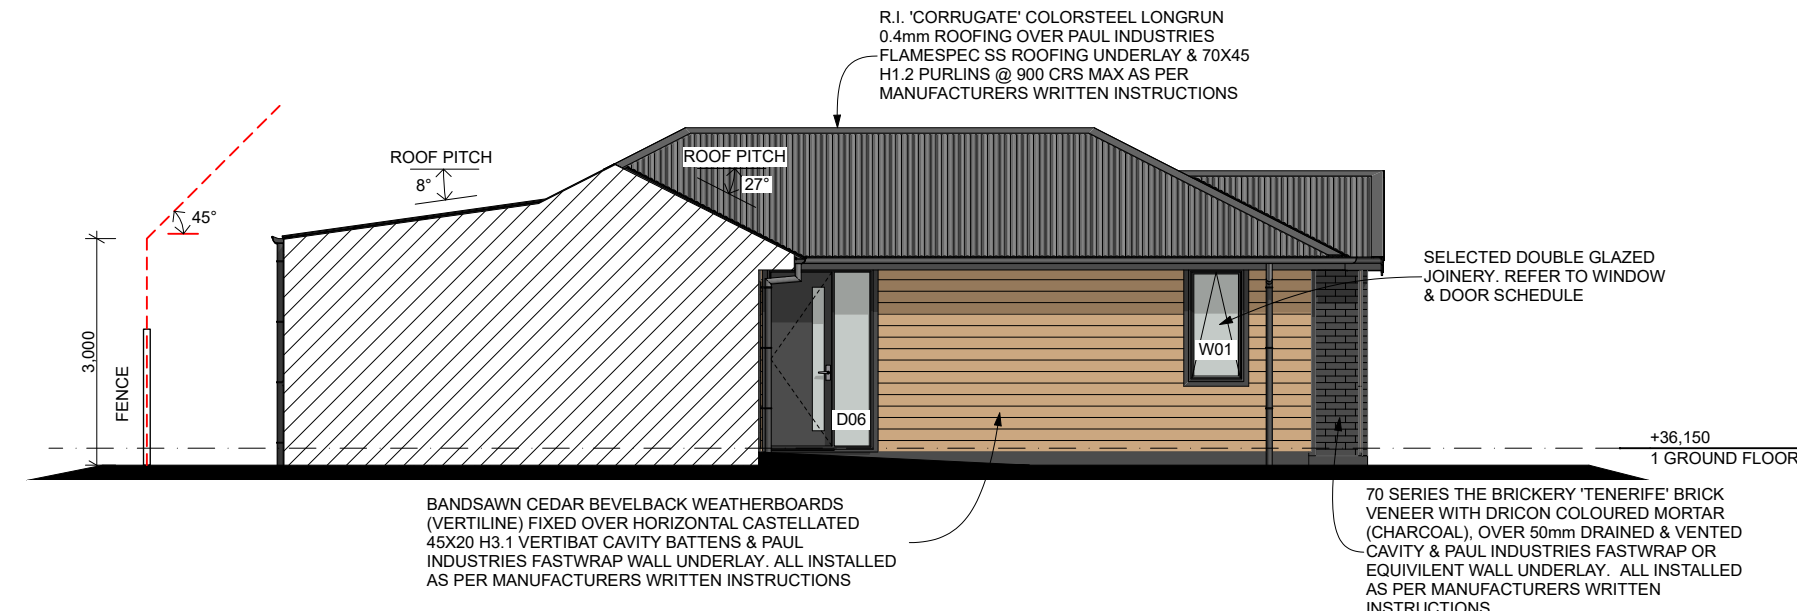 R.I. 'CORRUGATE' COLORSTEEL LONGRUN
0.4mm ROOFING OVER PAUL INDUSTRIES
FLAMESPEC SS ROOFING UNDERLAY & 70X45
H1.2 PURLINS @ 900 CRS MAX AS PER
MANUFACTURERS WRITTEN INSTRUCTIONS
ROOF PITCH
8°
ROOF PITCH
27°
45°
SELECTED DOUBLE GLAZED
JOINERY. REFER TO WINDOW
& DOOR SCHEDULE
3,000
FENCE
W01
D06
+36,150
1 GROUND FLOOR
BANDSAWN CEDAR BEVELBACK WEATHERBOARDS
(VERTILINE) FIXED OVER HORIZONTAL CASTELLATED
45X20 H3.1 VERTIBAT CAVITY BATTENS & PAUL
INDUSTRIES FASTWRAP WALL UNDERLAY. ALL INSTALLED
AS PER MANUFACTURERS WRITTEN INSTRUCTIONS
70 SERIES THE BRICKERY 'TENERIFE' BRICK
VENEER WITH DRICON COLOURED MORTAR
(CHARCOAL), OVER 50mm DRAINED & VENTED
CAVITY & PAUL INDUSTRIES FASTWRAP OR
EQUIVILENT WALL UNDERLAY.  ALL INSTALLED
AS PER MANUFACTURERS WRITTEN
INSTRUCTIONS